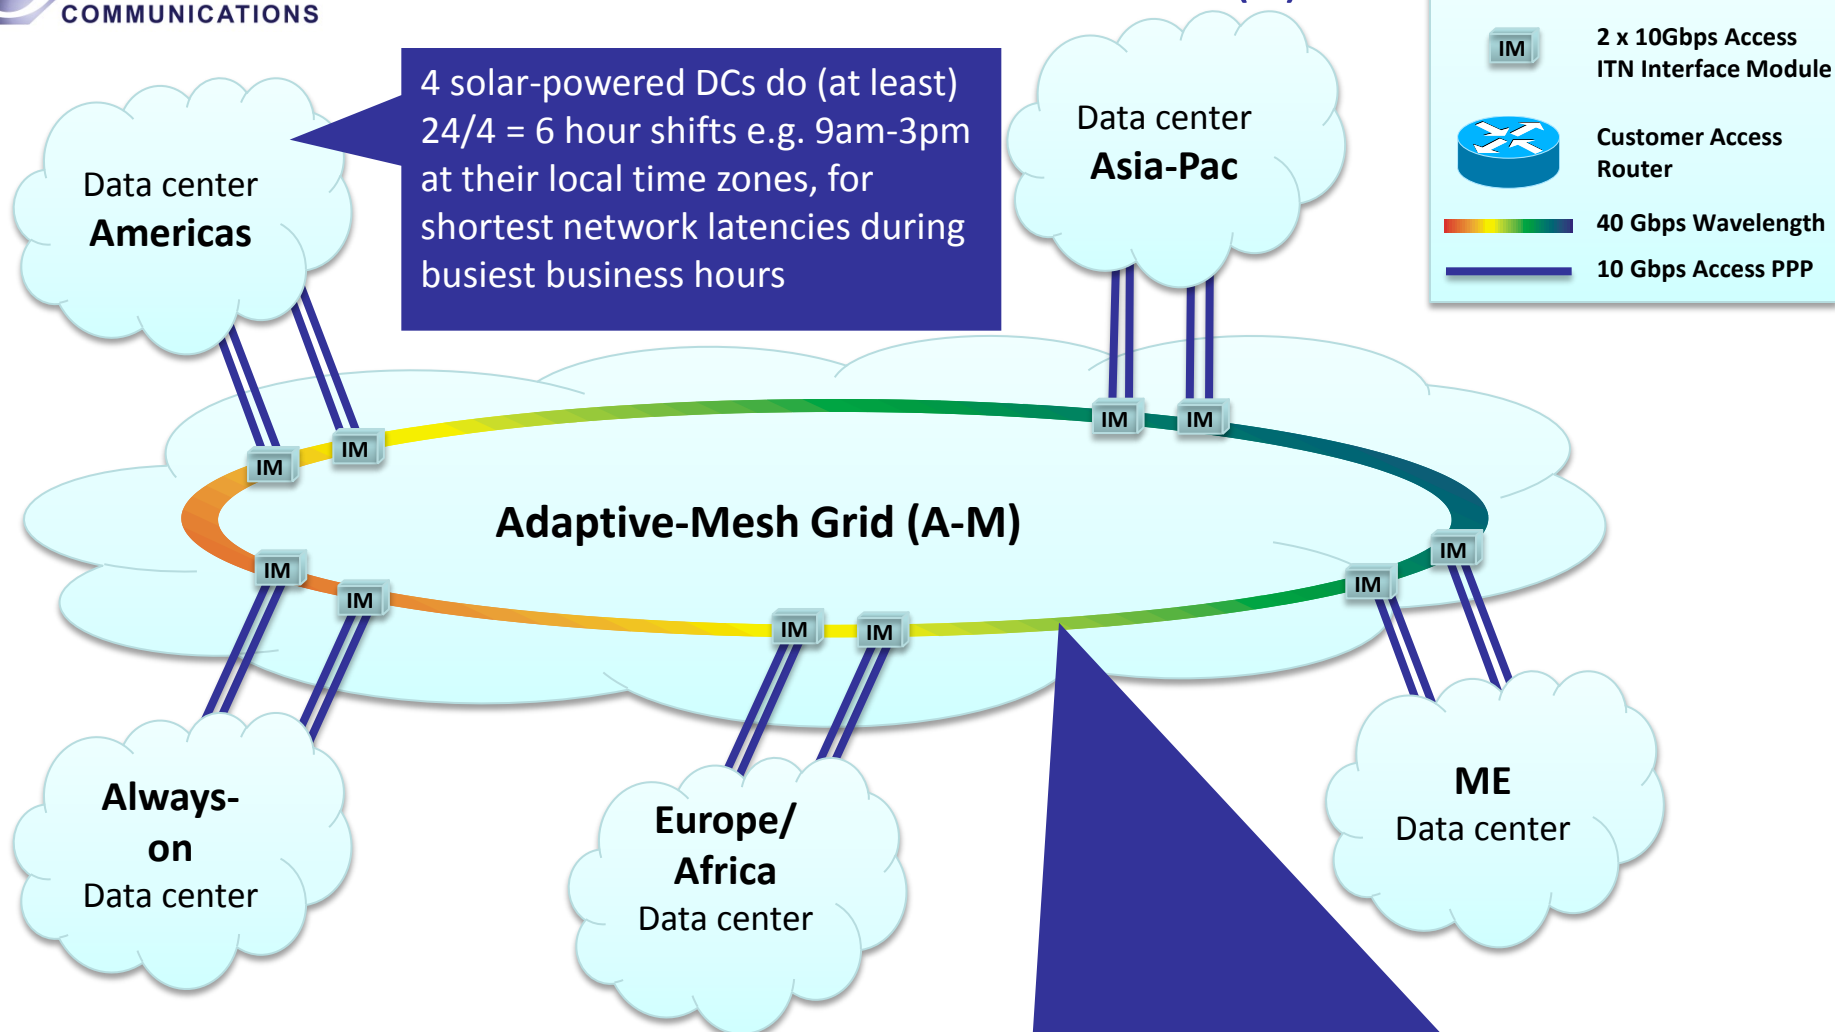 COMMUNICATIONS
4 solar-powered DCs do (at least)
24/4 = 6 hour shifts e.g. 9am-3pm
at their local time zones, for
shortest network latencies during
busiest business hours
Data center
Americas
Data center
Asia-Pac
IM
2 x 10Gbps Access
ITN Interface Module
Customer Access
Router
40 Gbps Wavelength
10 Gbps Access PPP
IM
IM
IM
IM
Adaptive-Mesh Grid (A-M)
IM
IM
IM
IM
IM
IM
Always-
on
Data center
Europe/
Africa
Data center
ME
Data center